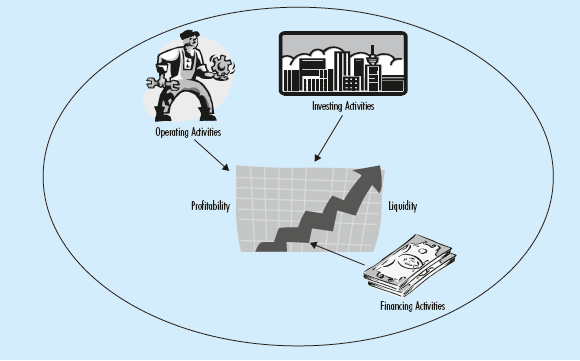 Operating Activities
Investing Activities
Profitability
Liquidity
Financing Activities